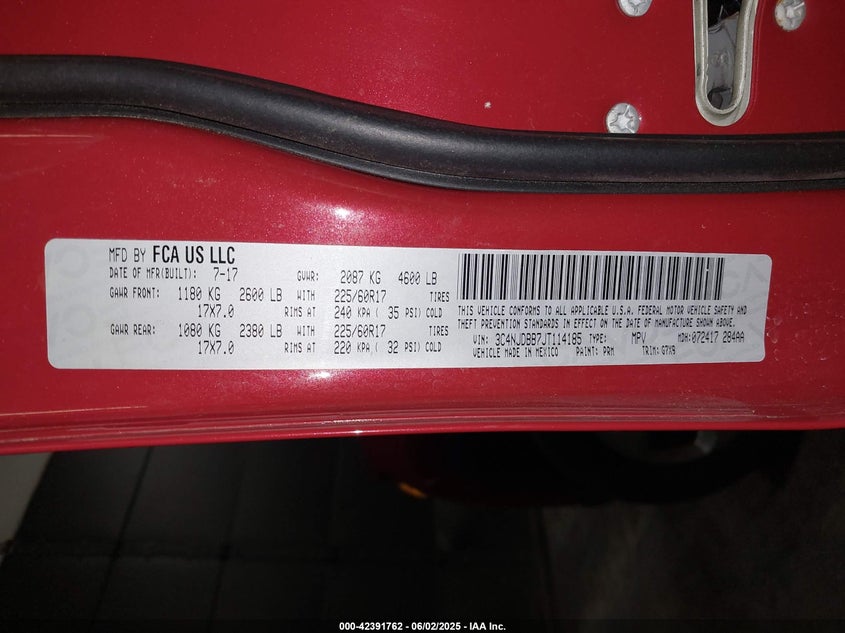 MFD BY FCA US LLC
DATE OF MFR(BUILT): 7-17 GVWR: 2087 KG 4600 LB
GAWR FRONT: 1180 KG 2600 LB WITH 225/60R17 TIRES
17X7.0 RIMS AT 240 KPA ( 35 PSI) COLD
GAWR REAR: 1080 KG 2380 LB WITH 225/60R17 TIRES
17X7.0 RIMS AT 220 KPA ( 32 PSI) COLD
THIS VEHICLE CONFORMS TO ALL APPLICABLE U.S.A. FEDERAL MOTOR VEHICLE SAFETY AND
THEFT PREVENTION STANDARDS IN EFFECT ON THE DATE OF MANUFACTURE SHOWN ABOVE.
VIN: 3C4NJDBB7JT114185 TYPE: MPV MDH: 072417 284AA
VEHICLE MADE IN MEXICO PAINT: PRM TRIM: G7X9
000-42391762 - 06/02/2025 - IAA Inc.